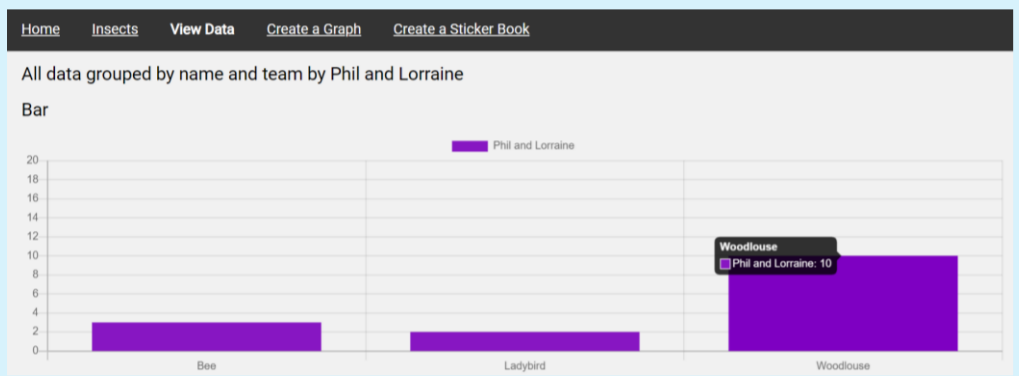 Home Insects View Data Create a Graph Create a Sticker Book
All data grouped by name and team by Phil and Lorraine
Bar
Phil and Lorraine
20
18
16
14
12
10
8
6
4
2
0
Woodlouse
Phil and Lorraine: 10
Bee Ladybird Woodlouse